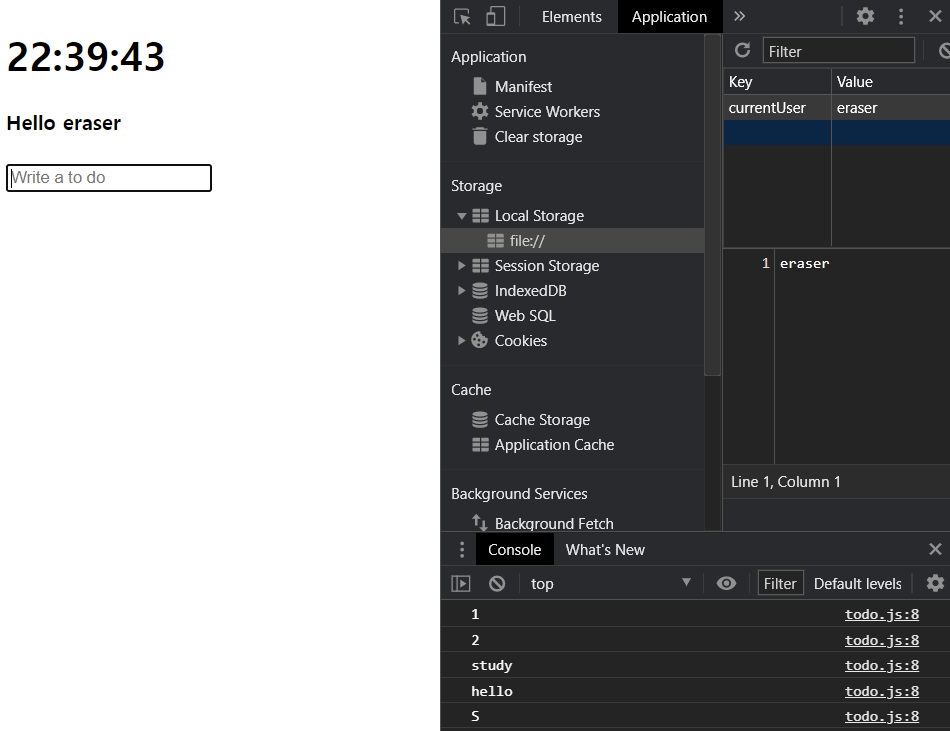 22:39:43
Hello eraser
Write a to do
Elements Application
Application
Manifest
Service Workers
Clear storage
Storage
Local Storage
file://
Session Storage
IndexedDB
Web SQL
Cookies
Cache
Cache Storage
Application Cache
Background Services
Background Fetch
Filter
Key Value
currentUser eraser
1 eraser
Line 1, Column 1
Console What's New
top Filter Default levels
1 todo.js:8
2 todo.js:8
study todo.js:8
hello todo.js:8
S todo.js:8